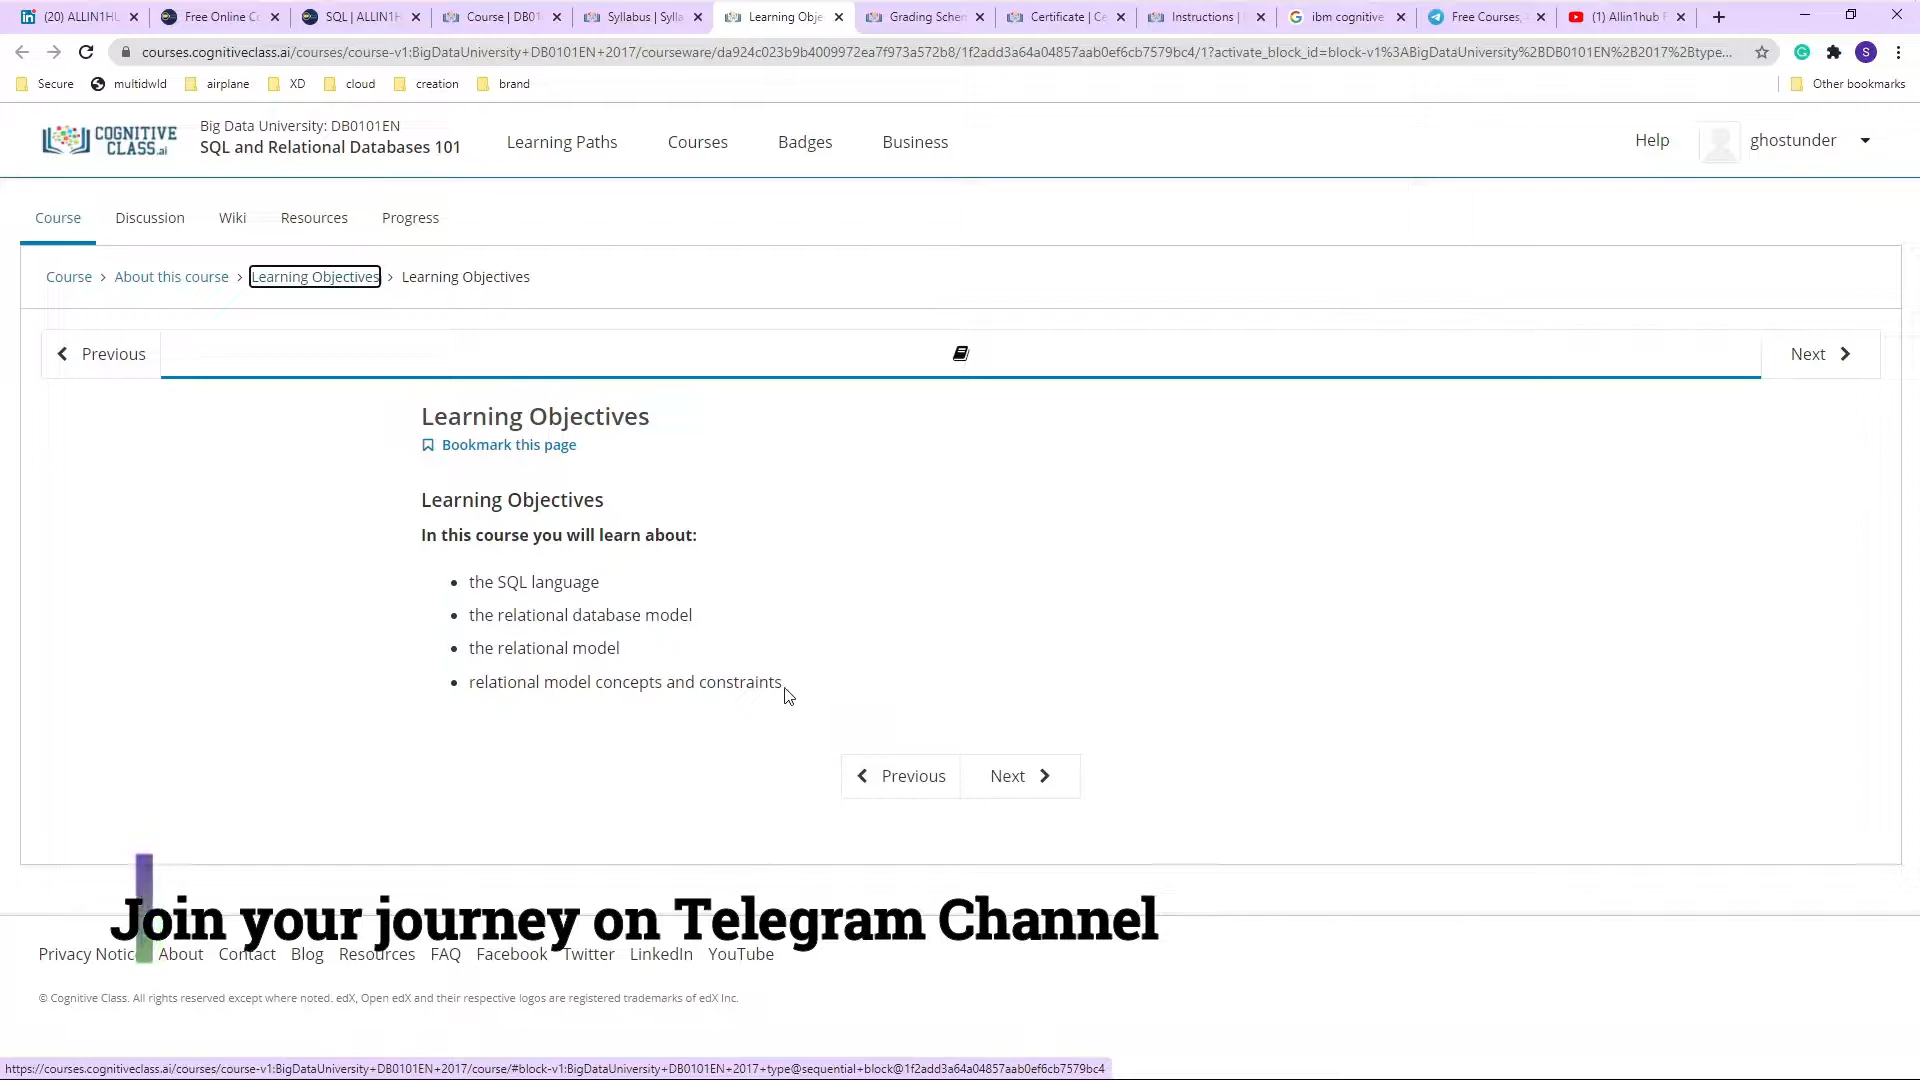 (20) ALLIN1HU
Free Online Co
SQL | ALLIN1H
Course | DB01
Syllabus | Sylla
Learning Obje
Grading Schem
Certificate | Ce
Instructions |
ibm cognitive
Free Courses,
(1) Allin1hub
courses.cognitiveclass.ai/courses/course-v1:BigDataUniversity+DB0101EN+2017/courseware/da924c023b9b4009972ea7f973a572b8/1f2add3a64a04857aab0ef6cb7579bc4/1?activate_block_id=block-v1%3ABigDataUniversity%2BDB0101EN%2B2017%2Btype...
S
Secure
multidwld
airplane
XD
cloud
creation
brand
Other bookmarks
COGNITIVE CLASS.ai
Big Data University: DB0101EN
SQL and Relational Databases 101
Learning Paths
Courses
Badges
Business
Help
ghostunder
Course
Discussion
Wiki
Resources
Progress
Course > About this course > Learning Objectives > Learning Objectives
Previous
Next
Learning Objectives
Bookmark this page
Learning Objectives
In this course you will learn about:
• the SQL language
• the relational database model
• the relational model
• relational model concepts and constraints
Previous
Next
Join your journey on Telegram Channel
Privacy Notice About Contact Blog Resources FAQ Facebook Twitter LinkedIn YouTube
© Cognitive Class. All rights reserved except where noted. edX, Open edX and their respective logos are registered trademarks of edX Inc.
https://courses.cognitiveclass.ai/courses/course-v1:BigDataUniversity+DB0101EN+2017/course/#block-v1:BigDataUniversity+DB0101EN+2017+type@sequential+block@1f2add3a64a04857aab0ef6cb7579bc4